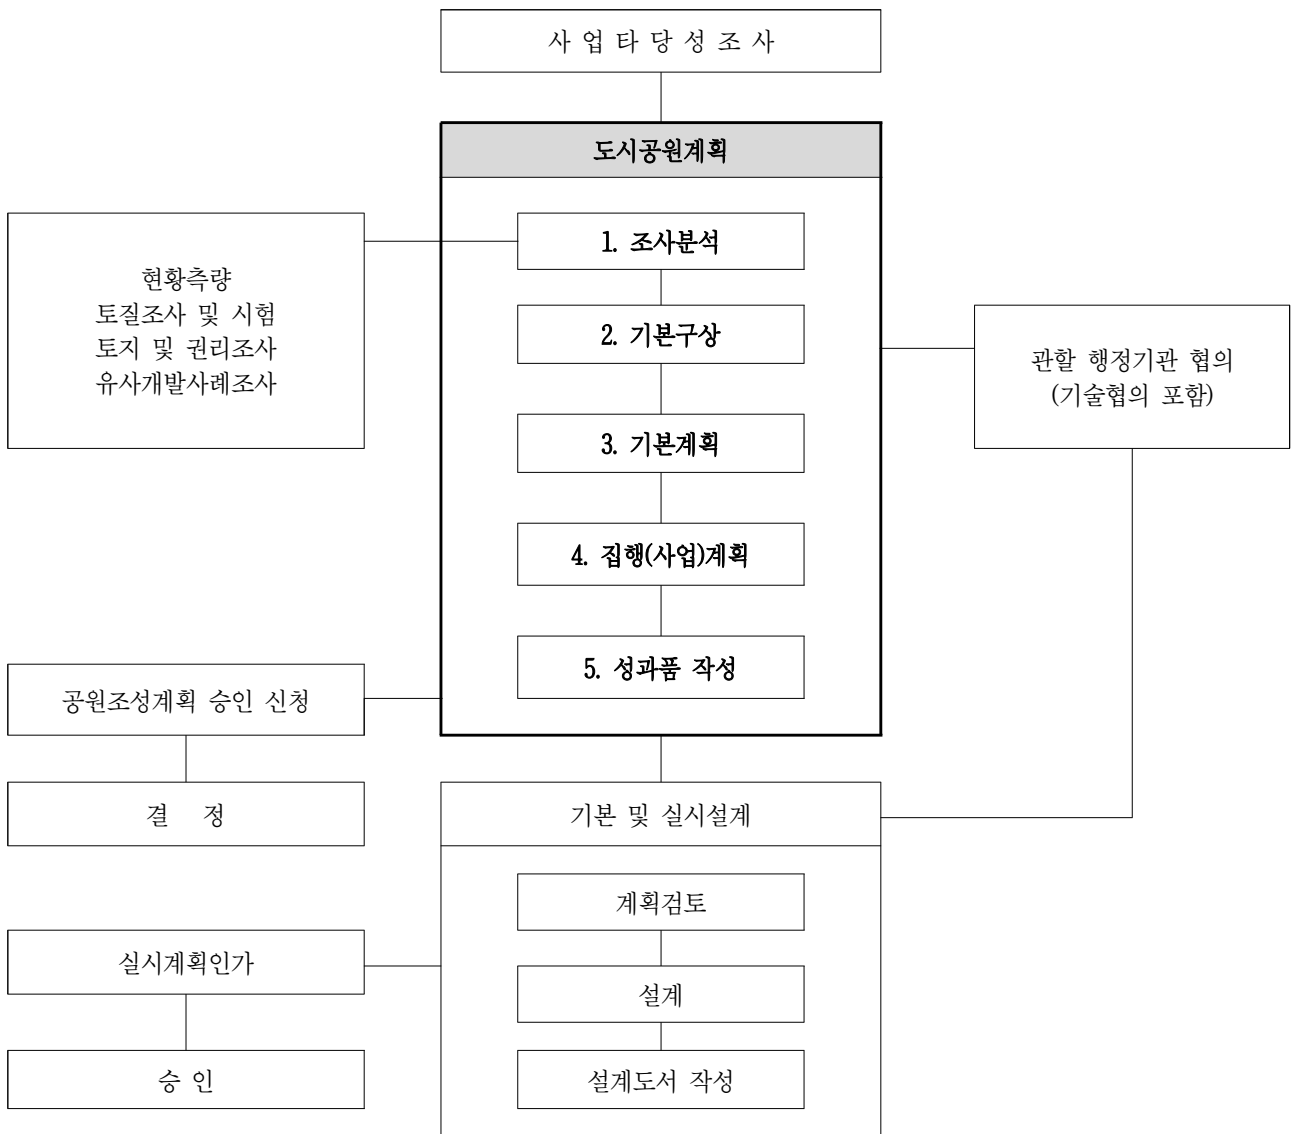 사 업 타 당 성 조 사
도시공원계획
1. 조사분석
현황측량
토질조사 및 시험
토지 및 권리조사
유사개발사례조사
2. 기본구상
관할 행정기관 협의
(기술협의 포함)
3. 기본계획
4. 집행(사업)계획
5. 성과품 작성
공원조성계획 승인 신청
결 정
기본 및 실시설계
계획검토
실시계획인가
설계
승 인
설계도서 작성